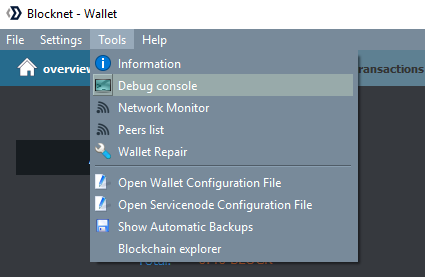 Blocknet - Wallet
File Settings Tools Help
overview
Information
Debug console
ransactions
Network Monitor
Peers list
Wallet Repair
Open Wallet Configuration File
Open Servicenode Configuration File
Show Automatic Backups
Blockchain explorer